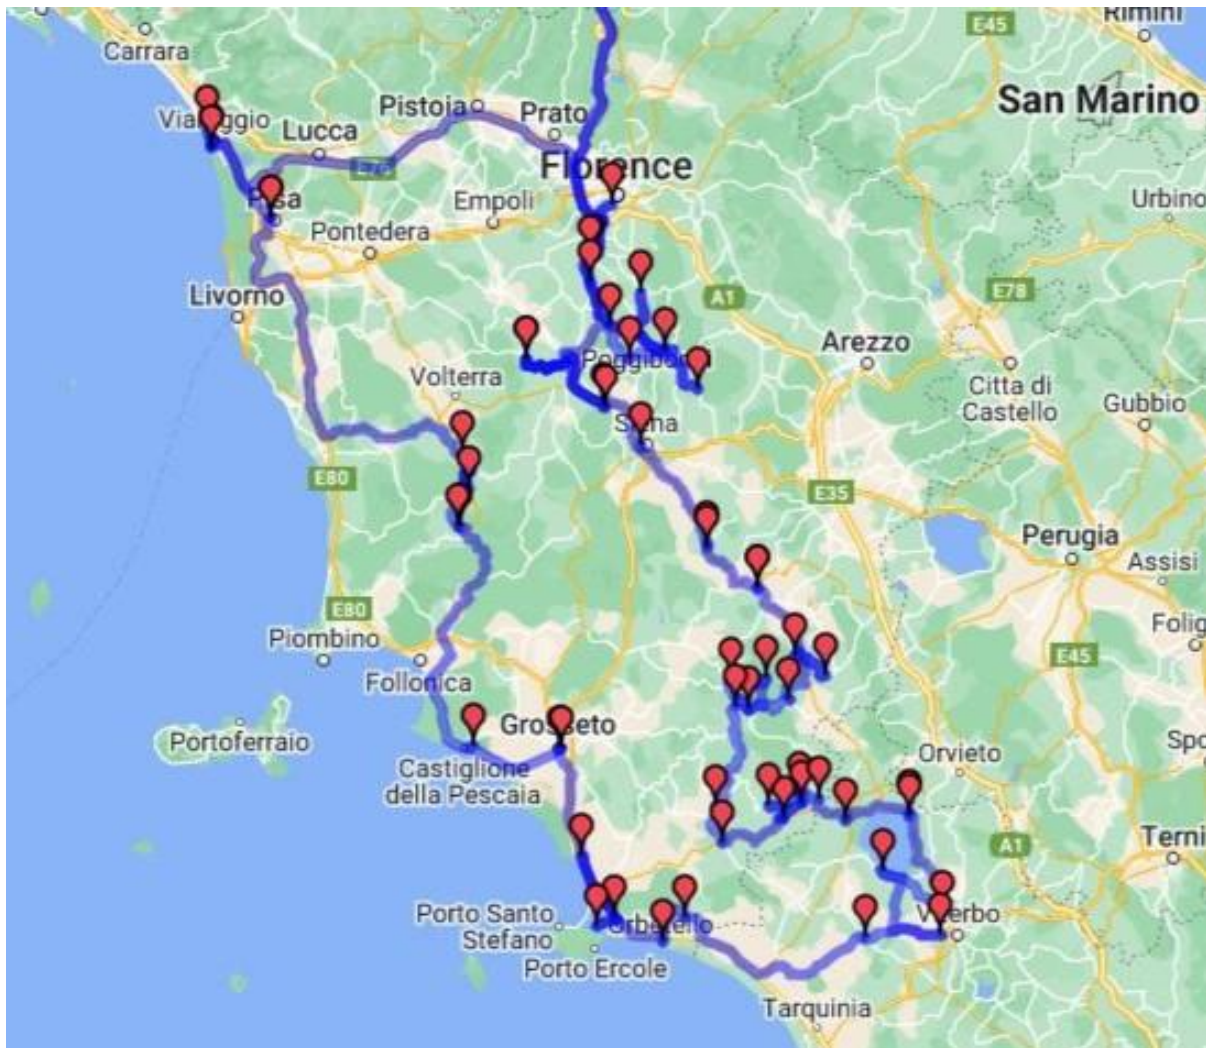 Rimini
E45
Carrara
San Marino
Pistoia
Prato
Viareggio
Lucca
Florence
Empoli
Urbino
Pisa
Pontedera
Livorno
A1
E78
Arezzo
Poggibonsi
Volterra
Citta di
Castello
Gubbio
Siena
E80
E35
Perugia
Assisi
E80
Piombino
Folig
E45
Follonica
Grosseto
Portoferraio
Orvieto
Spo
Castiglione
della Pescaia
A1
Terni
Porto Santo
Stefano
Orbetello
Viterbo
Porto Ercole
Tarquinia